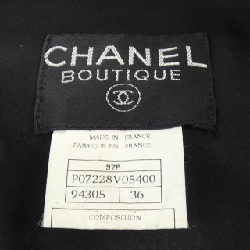 CHANEL
BOUTIQUE
MADE IN FRANCE
FABRIQUE EN FRANCE
97P
P07228V05400
94305 36
COMPOSITION